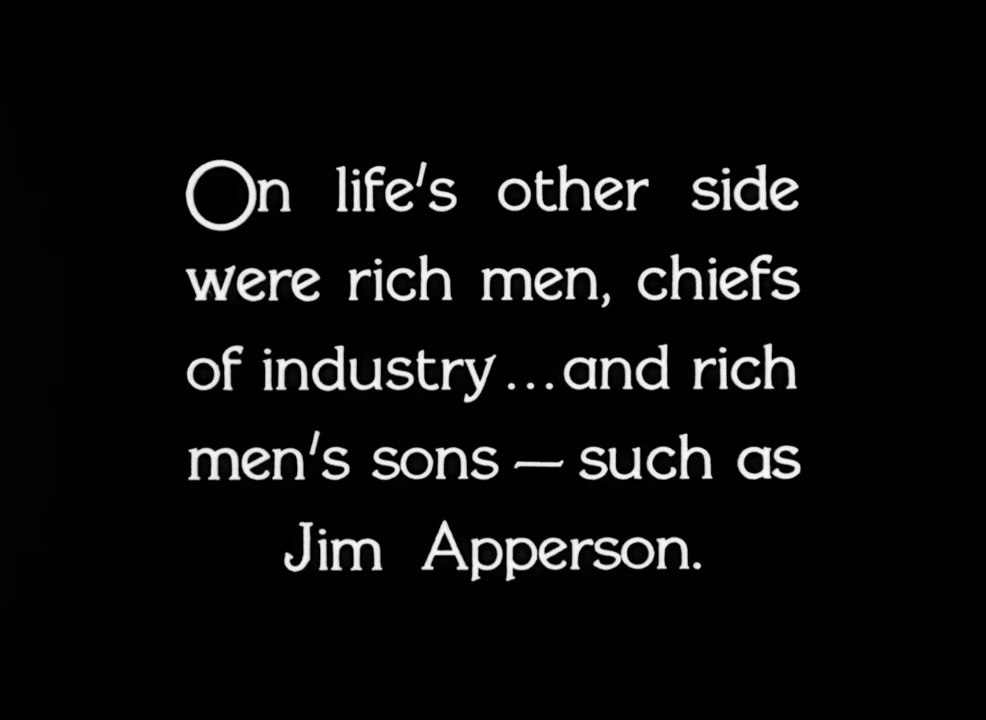 On life's other side
were rich men, chiefs
of industry...and rich
men's sons — such as
Jim Apperson.